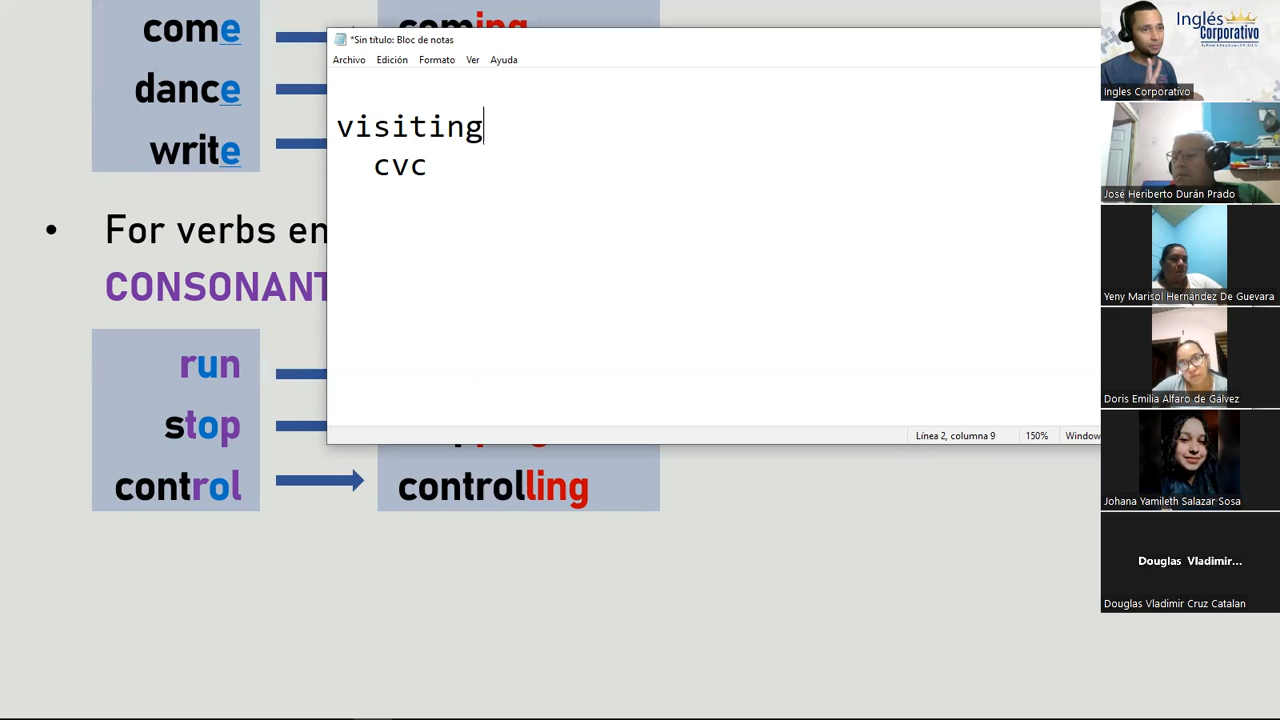 come
coming
dance
write
*Sin título: Bloc de notas
Archivo Edición Formato Ver Ayuda
visiting
cvc
• For verbs en
CONSONANT
run
stop
control
controlling
Línea 2, columna 9 150% Window
Inglés
Corporativo
Ingles Corporativo
José Heriberto Durán Prado
Yeny Marisol Hernández De Guevara
Doris Emilia Alfaro de Gálvez
Johana Yamileth Salazar Sosa
Douglas Vladimir...
Douglas Vladimir Cruz Catalan